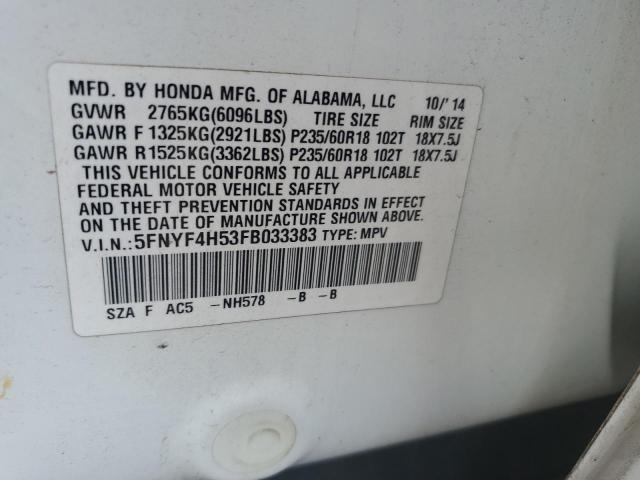 MFD. BY HONDA MFG. OF ALABAMA, LLC 10/'14
GVWR 2765KG(6096LBS) TIRE SIZE RIM SIZE
GAWR F 1325KG(2921LBS) P235/60R18 102T 18X7.5J
GAWR R1525KG(3362LBS) P235/60R18 102T 18X7.5J
THIS VEHICLE CONFORMS TO ALL APPLICABLE
FEDERAL MOTOR VEHICLE SAFETY
AND THEFT PREVENTION STANDARDS IN EFFECT
ON THE DATE OF MANUFACTURE SHOWN ABOVE.
V.I.N.:5FNYF4H53FB033383 TYPE: MPV
SZA F AC5 -NH578 -B -B